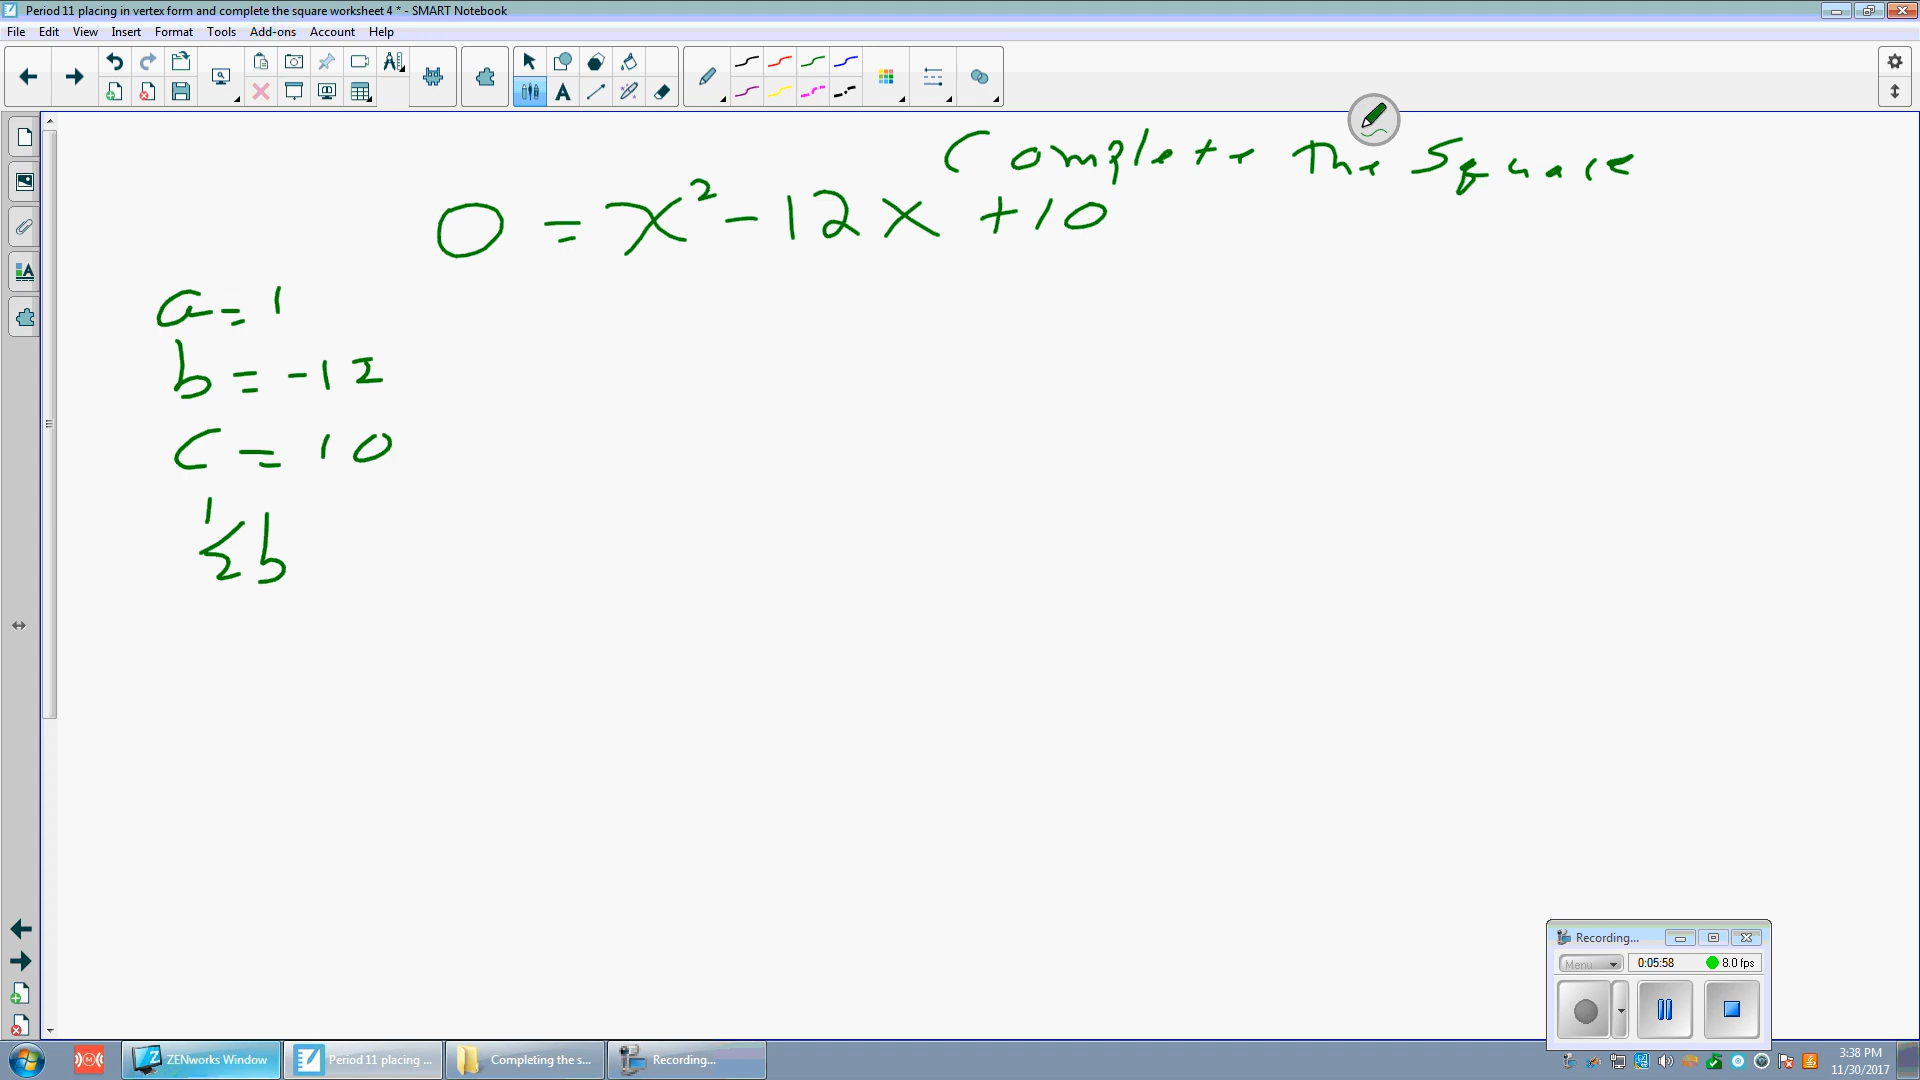 Period 11 placing in vertex form and complete the square worksheet 4 * - SMART Notebook
File Edit View Insert Format Tools Add-ons Account Help
Complete the Square
0 = x² - 12x + 10
a = 1
b = -12
c = 10
1/2 b
Recording...
Menu 0:05:58 8.0 fps
ZENworks Window Period 11 placing ... Completing the s... Recording...
3:38 PM
11/30/2017